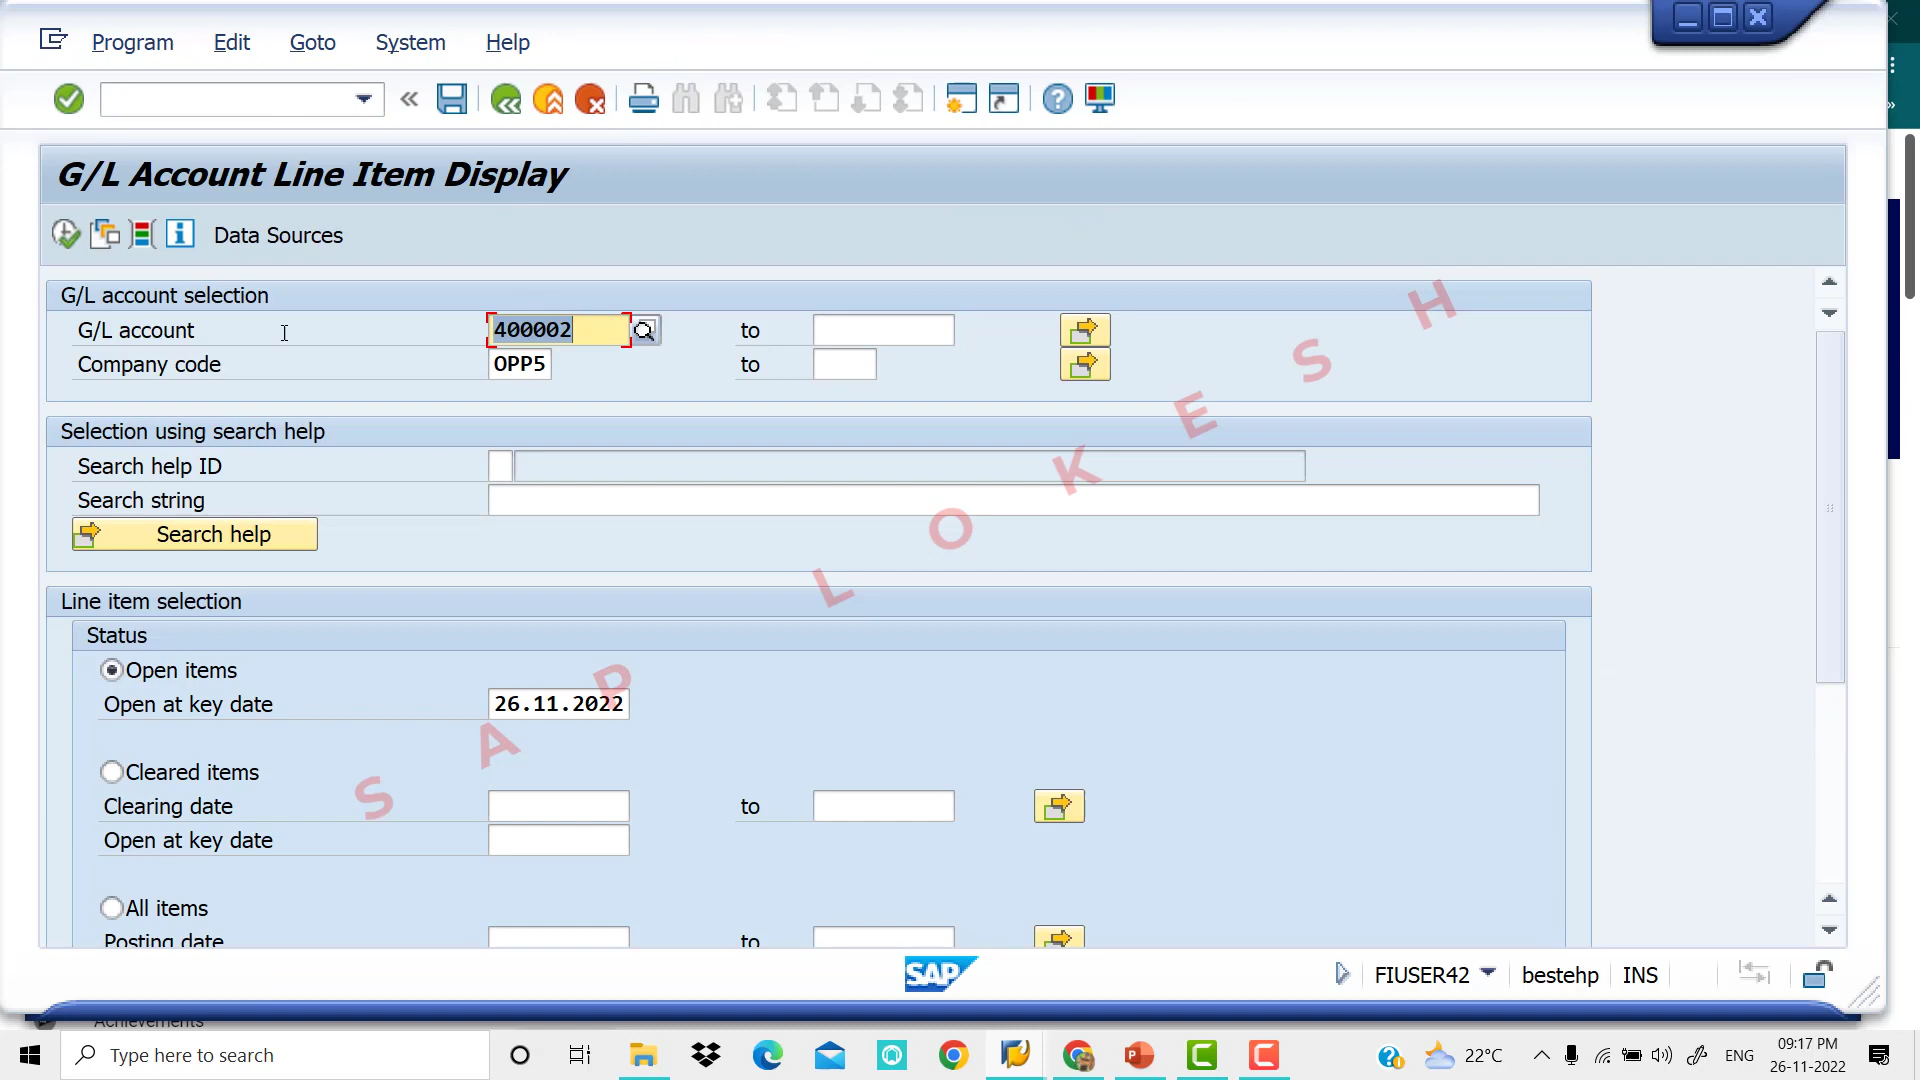 Program Edit Goto System Help
G/L Account Line Item Display
Data Sources
G/L account selection
G/L account 400002 to
Company code OPP5 to
Selection using search help
Search help ID
Search string
Search help
Line item selection
Status
Open items
Open at key date 26.11.2022
Cleared items
Clearing date to
Open at key date
All items
Posting date to
SAP LOKESH
SAP FIUSER42 bestehp INS
Achievements
Type here to search 22°C ENG 09:17 PM
26-11-2022